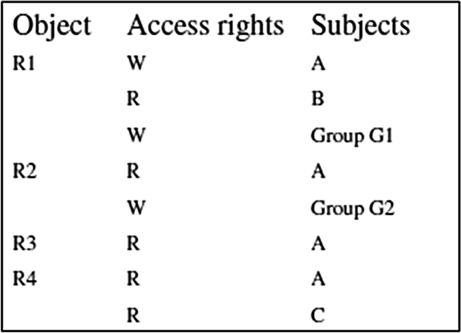 Object Access rights Subjects
R1 W A
R B
W Group G1
R2 R A
W Group G2
R3 R A
R4 R A
R C